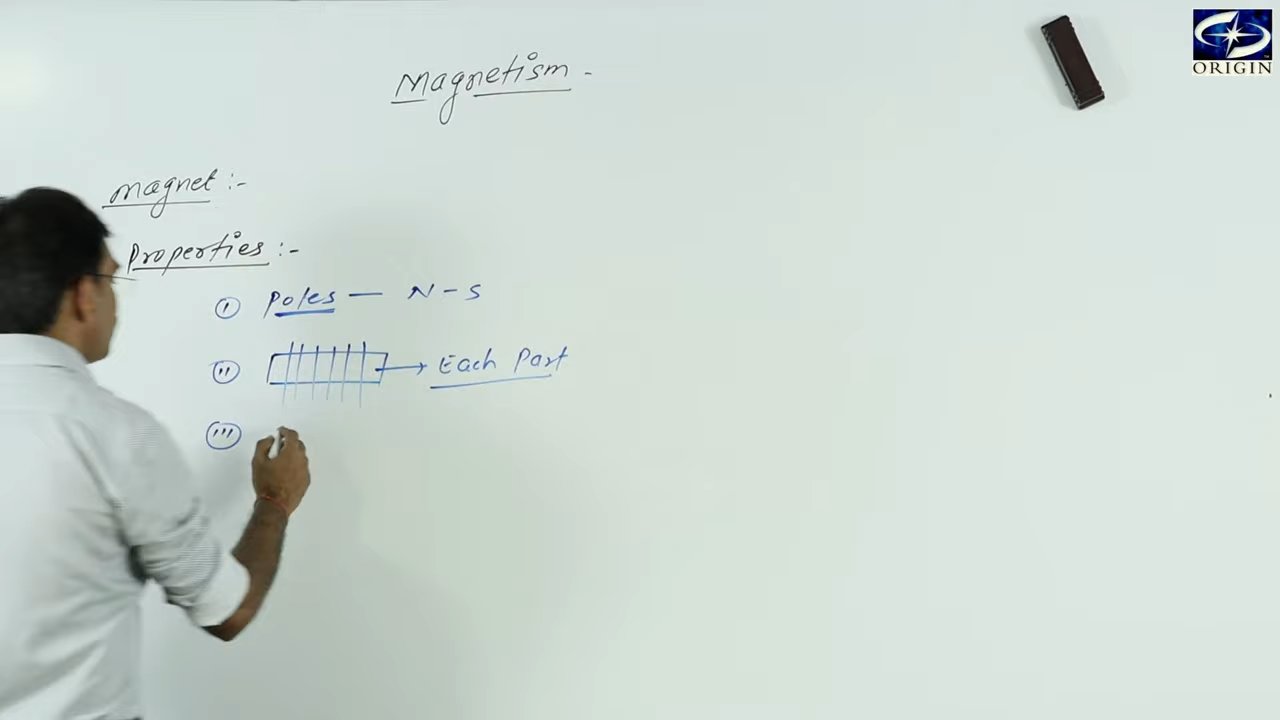 Magnetism -
ORIGIN
magnet :-
Properties :-
(i) Poles — N - S
(ii) → Each Part
(iii)